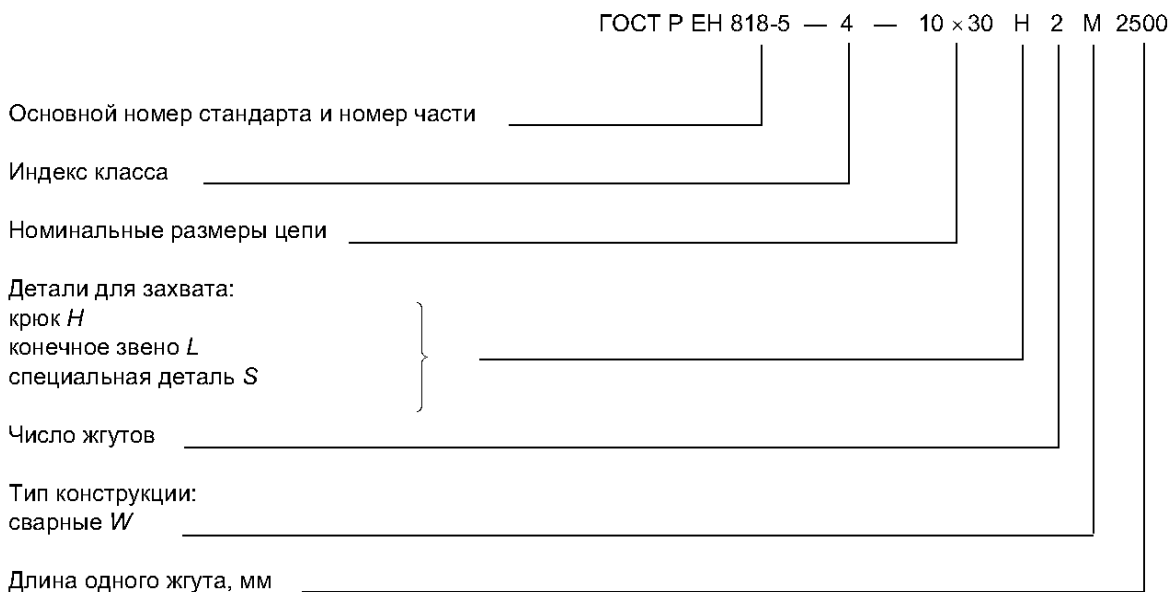 ГОСТ Р ЕН 818-5 — 4 — 10 × 30 Н 2 М 2500
Основной номер стандарта и номер части
Индекс класса
Номинальные размеры цепи
Детали для захвата:
крюк H
конечное звено L
специальная деталь S
Число жгутов
Тип конструкции:
сварные W
Длина одного жгута, мм